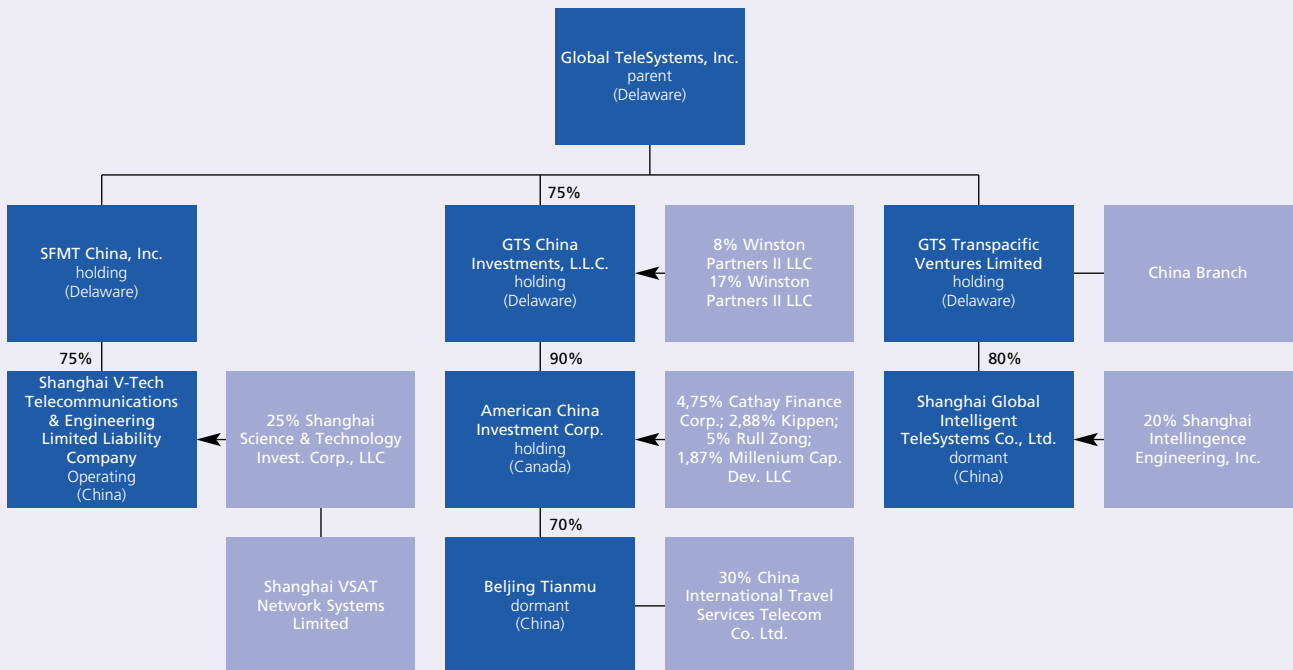 Global TeleSystems, Inc.
parent
(Delaware)
75%
SFMT China, Inc.
holding
(Delaware)
GTS China
Investments, L.L.C.
holding
(Delaware)
8% Winston
Partners II LLC
17% Winston
Partners II LLC
GTS Transpacific
Ventures Limited
holding
(Delaware)
China Branch
75%
90%
80%
Shanghai V-Tech
Telecommunications
& Engineering
Limited Liability
Company
Operating
(China)
25% Shanghai
Science & Technology
Invest. Corp., LLC
American China
Investment Corp.
holding
(Canada)
4,75% Cathay Finance
Corp.; 2,88% Kippen;
5% Rull Zong;
1,87% Millenium Cap.
Dev. LLC
Shanghai Global
Intelligent
TeleSystems Co., Ltd.
dormant
(China)
20% Shanghai
Intellingence
Engineering, Inc.
70%
Shanghai VSAT
Network Systems
Limited
Beljing Tianmu
dormant
(China)
30% China
International Travel
Services Telecom
Co. Ltd.